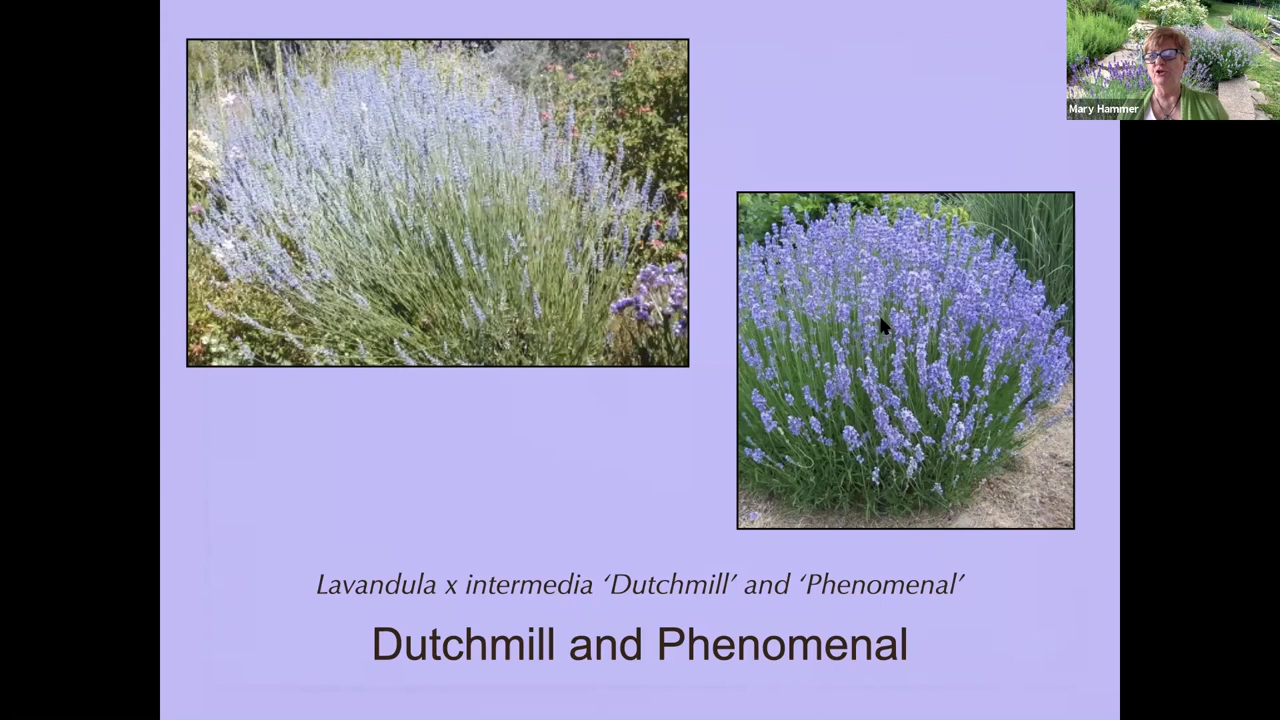 Mary Hammer
Lavandula x intermedia ‘Dutchmill’ and ‘Phenomenal’
Dutchmill and Phenomenal